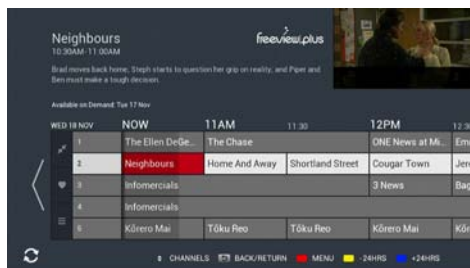 Neighbours
10:30AM-11:00AM
freeview.plus
Brad moves back home; Steph starts to question her grip on reality; and Piper and
Ben must make a tough decision.
Available on Demand: Tue 17 Nov
WED 18 NOV NOW 11AM 11:30 12PM 12:30
1 The Ellen DeGe... The Chase ONE News at Mi...
2 Neighbours Home And Away Shortland Street Cougar Town
3 Infomercials 3 News
4 Infomercials
Kōrero Mai Tōku Reo Tōku Reo Kōrero Mai
CHANNELS BACK/RETURN MENU -24HRS +24HRS